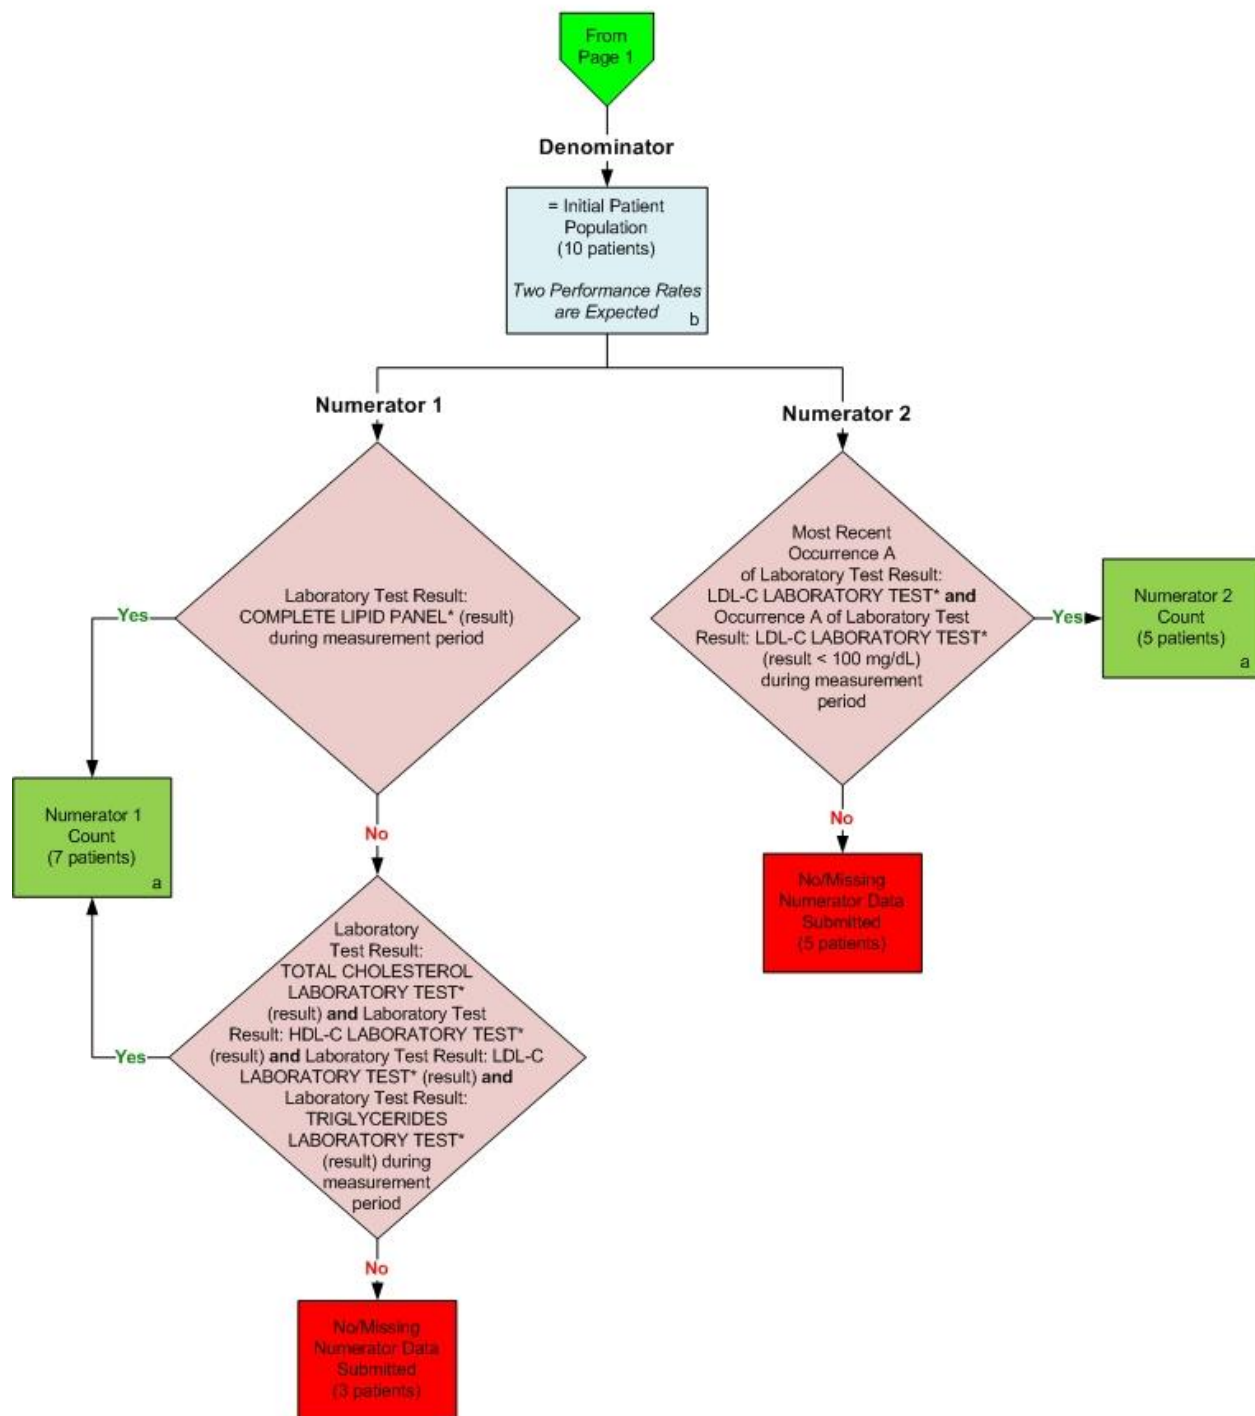 From
Page 1
Denominator
= Initial Patient
Population
(10 patients)
Two Performance Rates
are Expected
b
Numerator 1
Numerator 2
Laboratory Test Result:
COMPLETE LIPID PANEL* (result)
during measurement period
Yes
No
Numerator 1
Count
(7 patients)
a
Laboratory
Test Result:
TOTAL CHOLESTEROL
LABORATORY TEST*
(result) and Laboratory Test
Result: HDL-C LABORATORY TEST*
(result) and Laboratory Test Result: LDL-C
LABORATORY TEST* (result) and
Laboratory Test Result:
TRIGLYCERIDES
LABORATORY TEST*
(result) during
measurement
period
Yes
No
No/Missing
Numerator Data
Submitted
(3 patients)
Most Recent
Occurrence A
of Laboratory Test Result:
LDL-C LABORATORY TEST* and
Occurrence A of Laboratory Test
Result: LDL-C LABORATORY TEST*
(result < 100 mg/dL)
during measurement
period
Yes
Numerator 2
Count
(5 patients)
a
No
No/Missing
Numerator Data
Submitted
(5 patients)